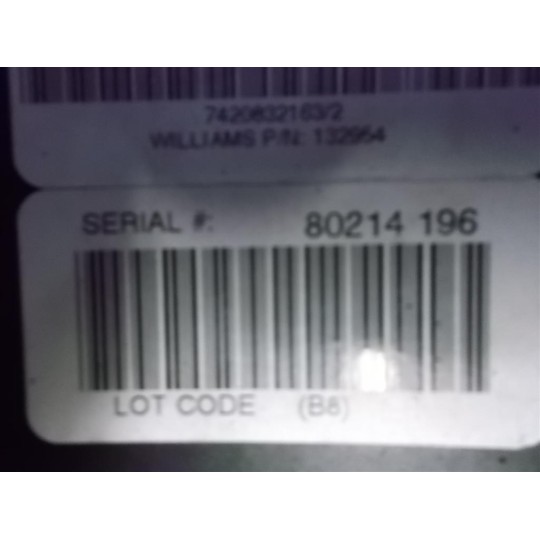 7420832163/2
WILLIAMS P/N: 132954
SERIAL #: 80214 196
LOT CODE (B8)